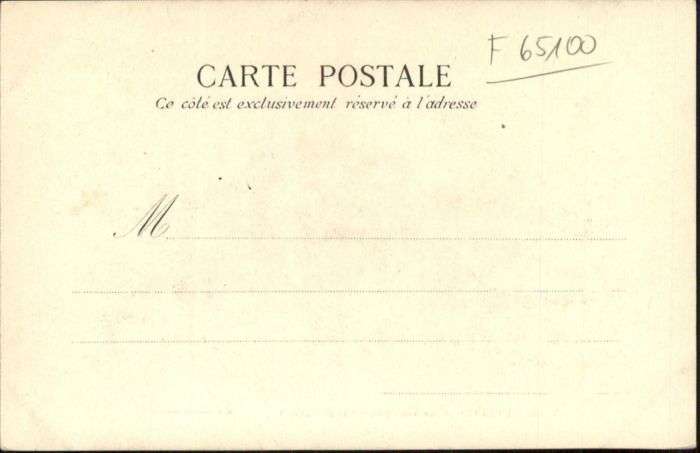 F 65100
CARTE POSTALE
Ce côté est exclusivement réservé à l'adresse
M